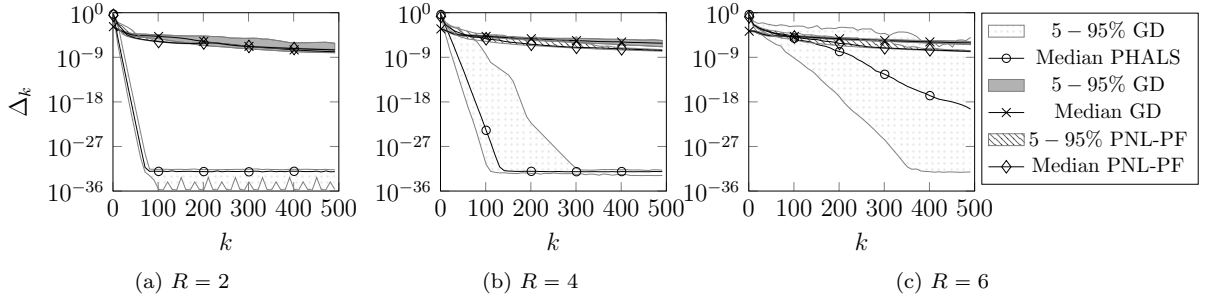 10^0
10^-9
10^-18
10^-27
10^-36
Δ_k
0 100 200 300 400 500
k
(a) R = 2
10^0
10^-9
10^-18
10^-27
10^-36
0 100 200 300 400 500
k
(b) R = 4
10^0
10^-9
10^-18
10^-27
10^-36
0 100 200 300 400 500
k
(c) R = 6
5 − 95% GD
Median PHALS
5 − 95% GD
Median GD
5 − 95% PNL-PF
Median PNL-PF